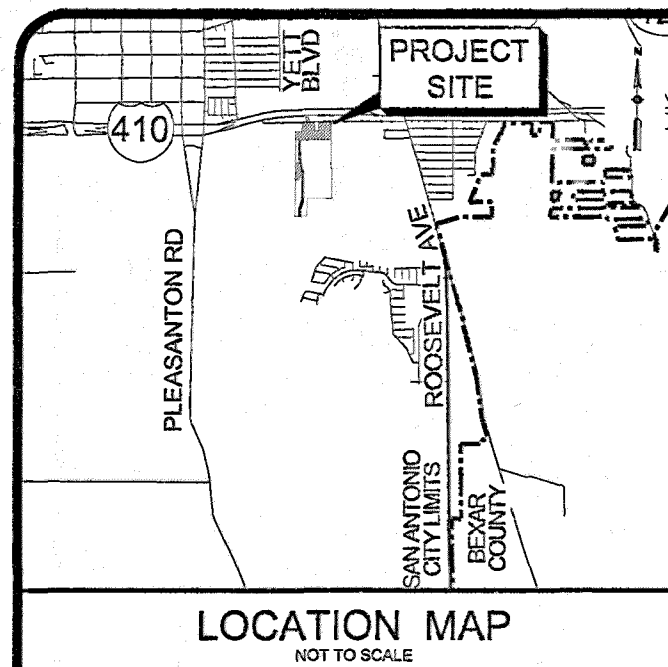 YETT
BLVD
PROJECT
SITE
410
PLEASANTON RD
ROOSEVELT AVE
SAN ANTONIO
CITY LIMITS
BEXAR
COUNTY
LOCATION MAP
NOT TO SCALE